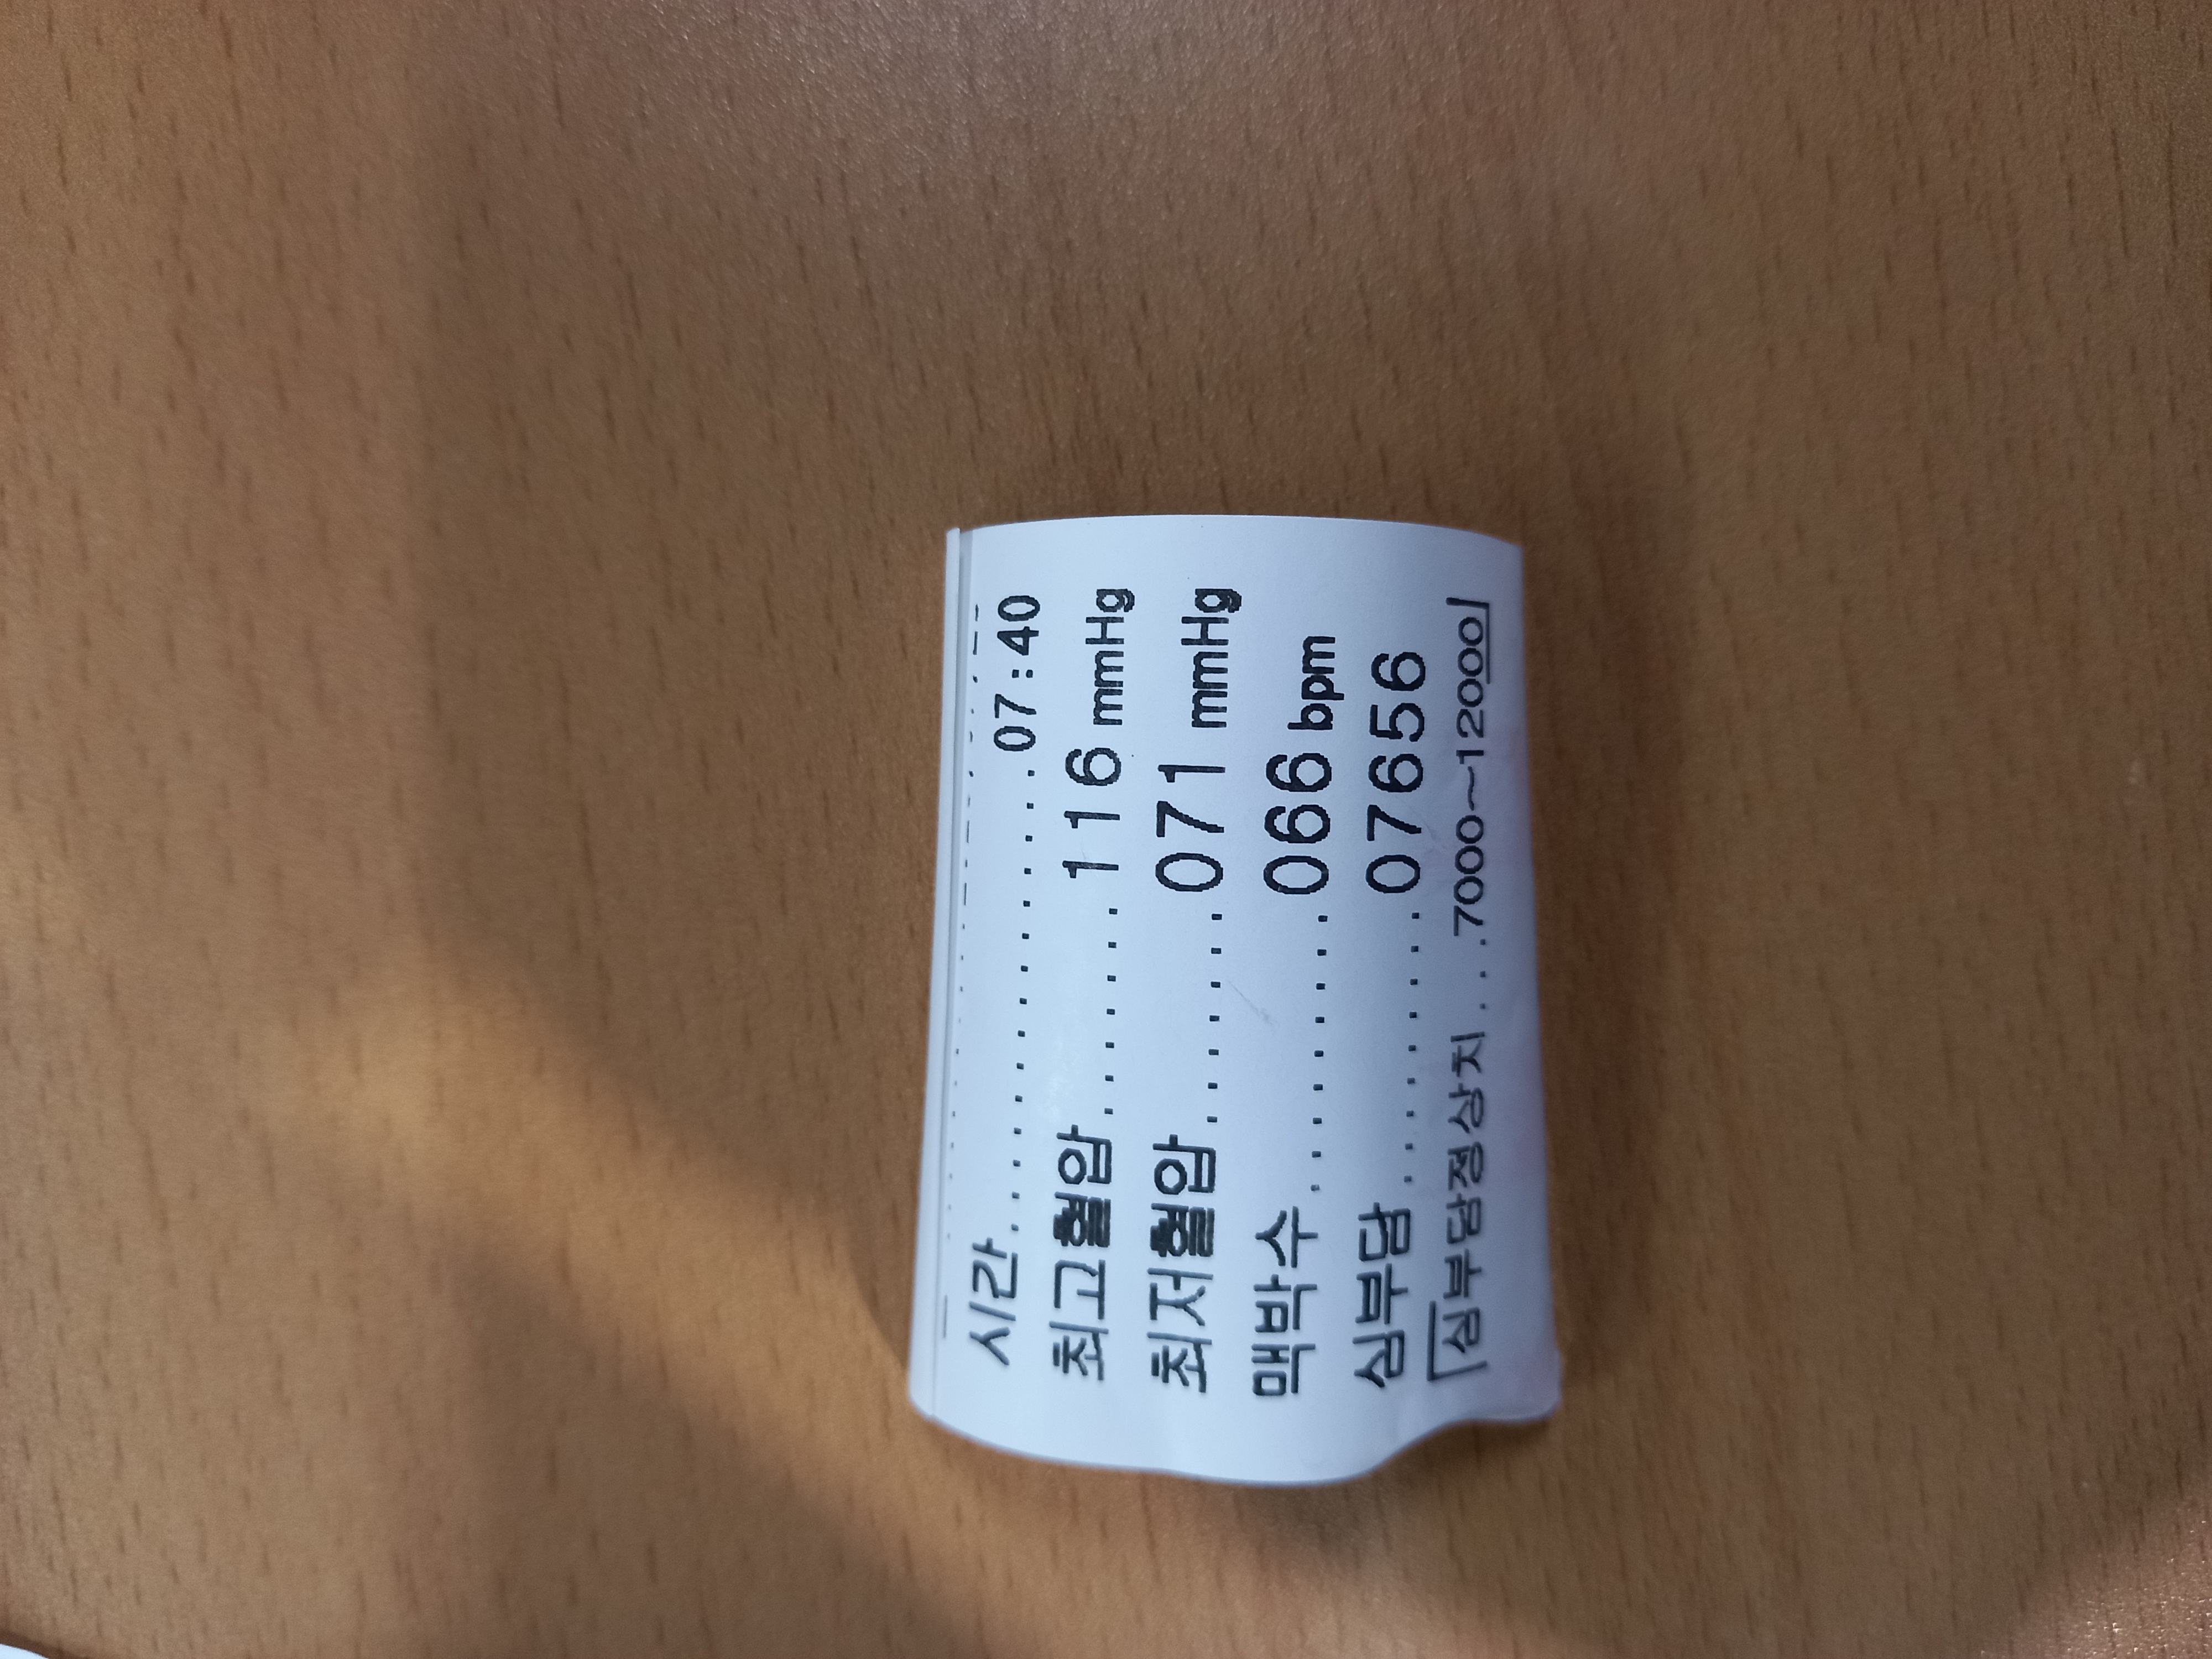 시간..................07:40
최고혈압.........116 mmHg
최저혈압.........071 mmHg
맥박수............066 bpm
심부담............07656
[심부담정상치...7000~12000]